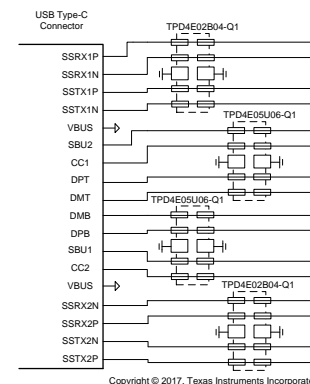 USB Type-C
Connector
TPD4E02B04-Q1
SSRX1P
SSRX1N
SSTX1P
SSTX1N
TPD4E05U06-Q1
VBUS
SBU2
CC1
DPT
DMT
TPD4E05U06-Q1
DMB
DPB
SBU1
CC2
VBUS
TPD4E02B04-Q1
SSRX2N
SSRX2P
SSTX2N
SSTX2P
Copyright © 2017, Texas Instruments Incorporate